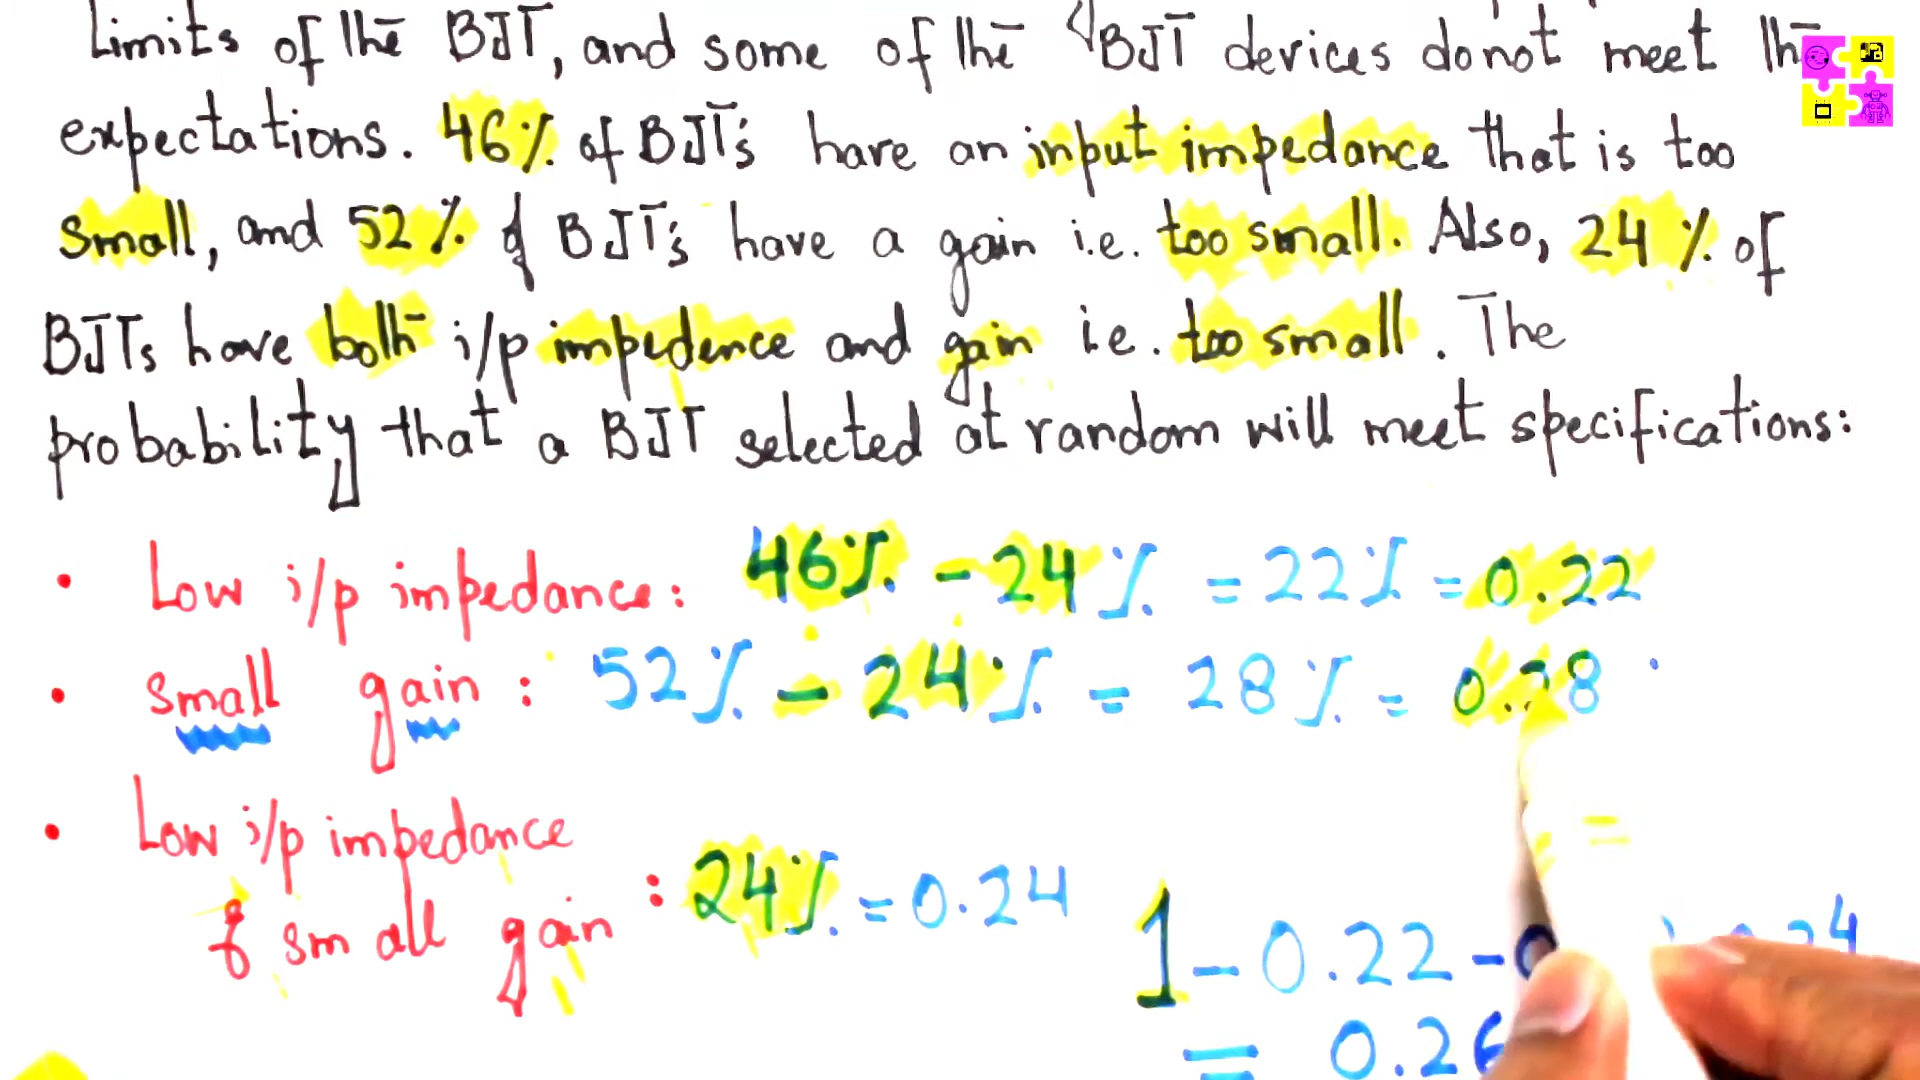 Limits of the BJT, and some of the BJT devices do not meet the
expectations. 46% of BJT's have an input impedance that is too
small, and 52% of BJT's have a gain i.e. too small. Also, 24% of
BJTs have both i/p impedence and gain i.e. too small. The
probability that a BJT selected at random will meet specifications:
• Low i/p impedance: 46% - 24% = 22% = 0.22
• small gain : 52% - 24% = 28% = 0.28
• Low i/p impedance
& small gain : 24% = 0.24
1 - 0.22 - 0.24
= 0.26